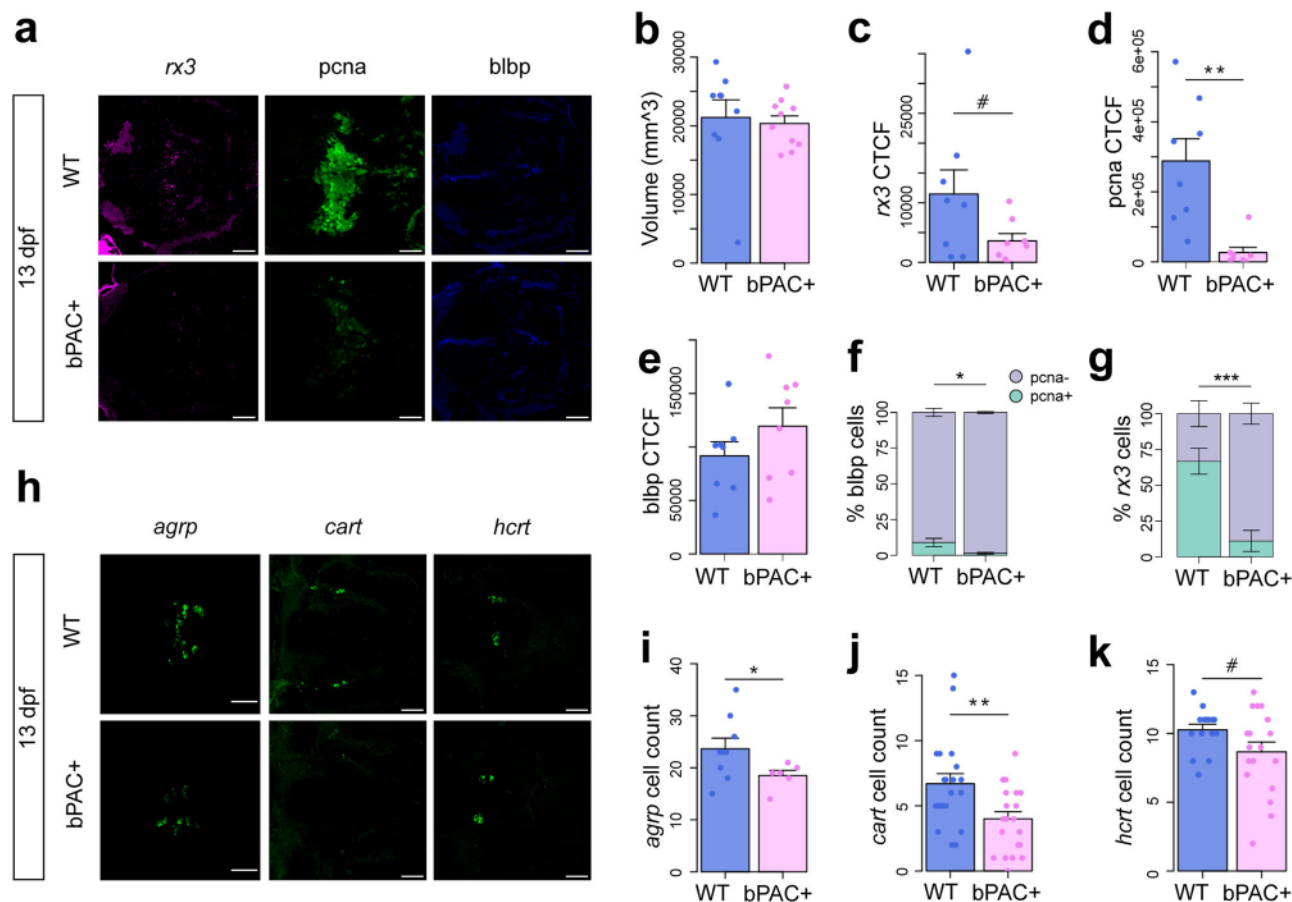 a
rx3
pcna
blbp
13 dpf
WT
bPAC+
b
Volume (mm^3)
0
10000
20000
30000
WT
bPAC+
c
rx3 CTCF
0
10000
25000
#
WT
bPAC+
d
pcna CTCF
0
2e+05
4e+05
6e+05
**
WT
bPAC+
e
blbp CTCF
0
50000
150000
WT
bPAC+
f
% blbp cells
0
25
50
75
100
*
pcna-
pcna+
WT
bPAC+
g
% rx3 cells
0
25
50
75
100
***
WT
bPAC+
h
agrp
cart
hcrt
13 dpf
WT
bPAC+
i
agrp cell count
0
10
20
30
40
*
WT
bPAC+
j
cart cell count
0
5
10
15
**
WT
bPAC+
k
hcrt cell count
0
5
10
15
#
WT
bPAC+